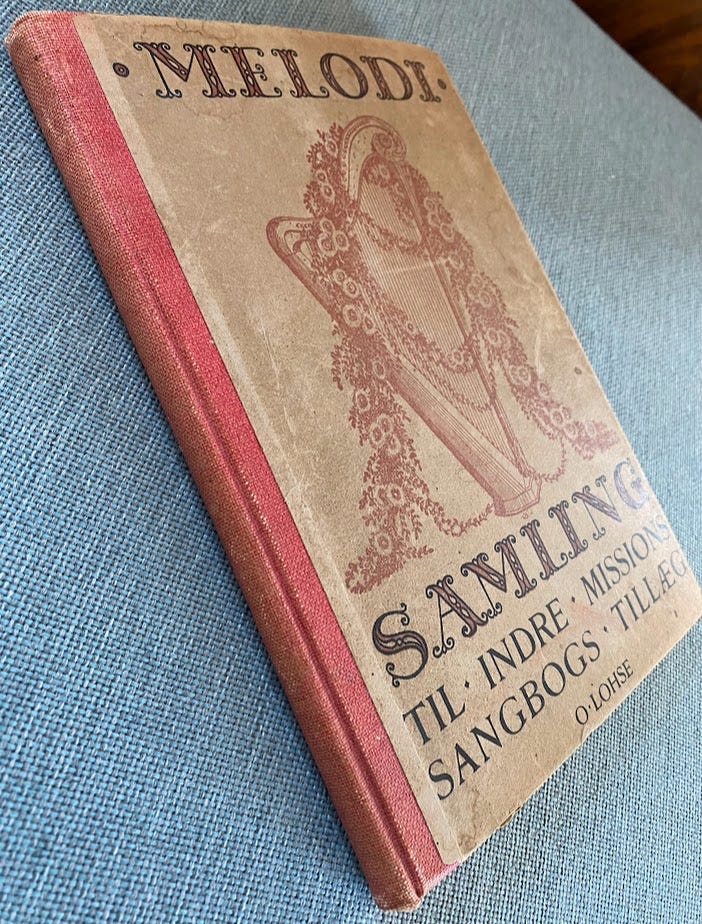 ·MELODI·
SAMLING
TIL · INDRE · MISSIONS
SANGBOGS · TILLÆG
O·LOHSE